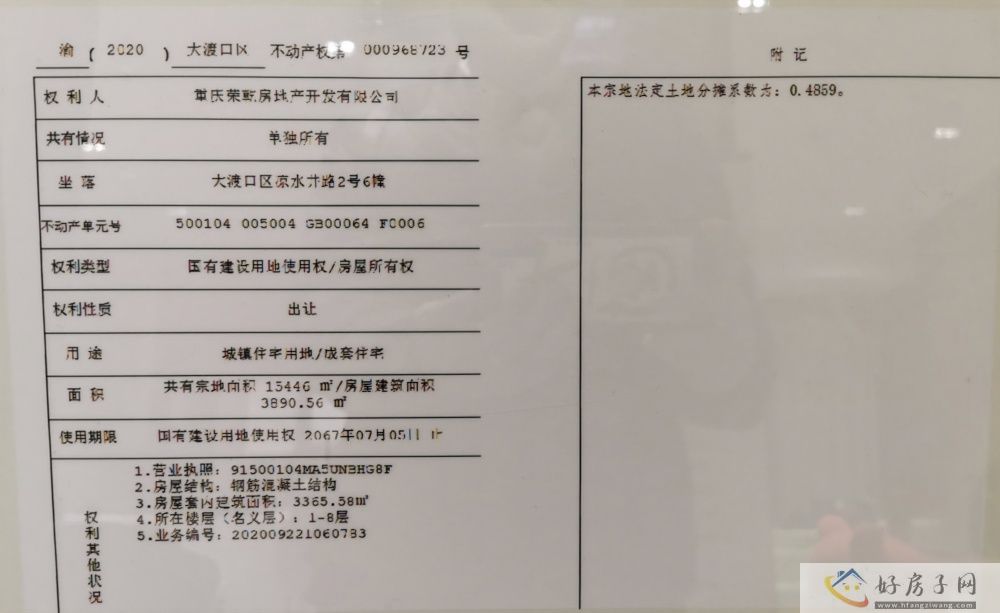 渝 ( 2020 ) 大渡口区 不动产权第 000968723 号
权利人 重庆荣乾房地产开发有限公司
共有情况 单独所有
坐落 大渡口区凉水井路2号6幢
不动产单元号 500104 005004 GB00064 F0006
权利类型 国有建设用地使用权/房屋所有权
权利性质 出让
用途 城镇住宅用地/成套住宅
面积 共有宗地面积 15446 ㎡/房屋建筑面积
3890.56 ㎡
使用期限 国有建设用地使用权 2067年07月05日 止
权利其他状况
1.营业执照: 91500104MA5UNBHG8F
2.房屋结构: 钢筋混凝土结构
3.房屋套内建筑面积: 3365.58㎡
4.所在楼层(名义层): 1-8层
5.业务编号: 202009221060783
附记
本宗地法定土地分摊系数为: 0.4859。
好房子网
www.hfangziwang.com